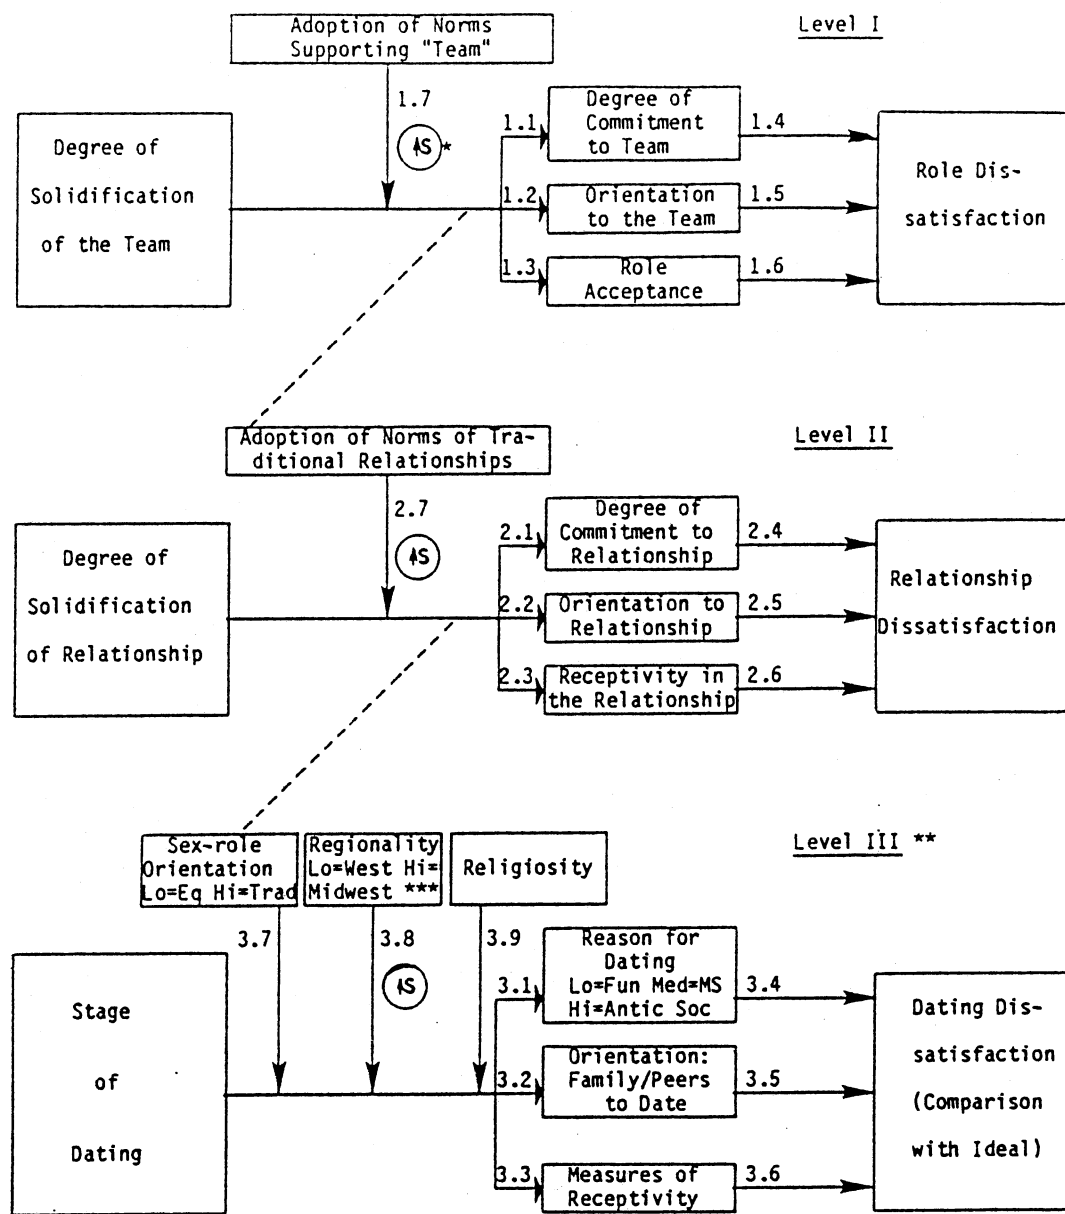 Adoption of Norms
Supporting "Team"
Level I
1.7
↑S *
Degree of
Solidification
of the Team
1.1
1.2
1.3
Degree of
Commitment
to Team
Orientation
to the Team
Role
Acceptance
1.4
1.5
1.6
Role Dis-
satisfaction
Adoption of Norms of Tra-
ditional Relationships
Level II
2.7
↑S
Degree of
Solidification
of Relationship
2.1
2.2
2.3
Degree of
Commitment to
Relationship
Orientation to
Relationship
Receptivity in
the Relationship
2.4
2.5
2.6
Relationship
Dissatisfaction
Level III **
Sex-role
Orientation
Lo=Eq Hi=Trad
Regionality
Lo=West Hi=
Midwest ***
Religiosity
3.7
3.8
3.9
↑S
Stage
of
Dating
3.1
3.2
3.3
Reason for
Dating
Lo=Fun Med=MS
Hi=Antic Soc
Orientation:
Family/Peers
to Date
Measures of
Receptivity
3.4
3.5
3.6
Dating Dis-
satisfaction
(Comparison
with Ideal)